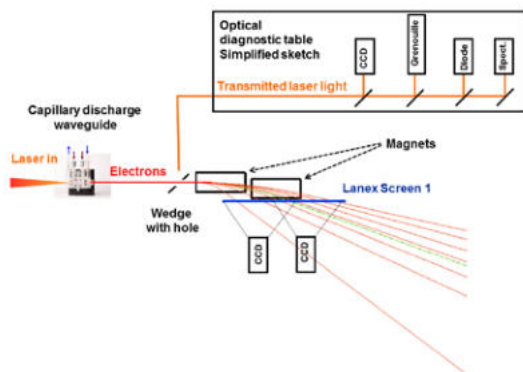 Optical
diagnostic table
Simplified sketch
CCD
Grenouille
Diode
Spect.
Transmitted laser light
Capillary discharge
waveguide
Laser in
Electrons
Magnets
Wedge
with hole
Lanex Screen 1
CCD
CCD